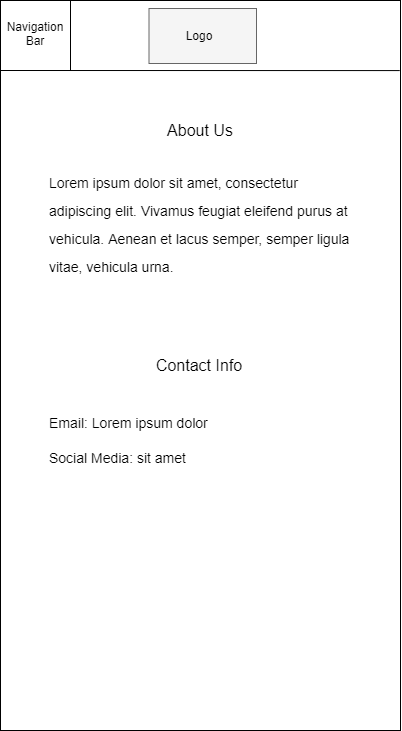 Navigation
Bar
Logo
About Us
Lorem ipsum dolor sit amet, consectetur
adipiscing elit. Vivamus feugiat eleifend purus at
vehicula. Aenean et lacus semper, semper ligula
vitae, vehicula urna.
Contact Info
Email: Lorem ipsum dolor
Social Media: sit amet